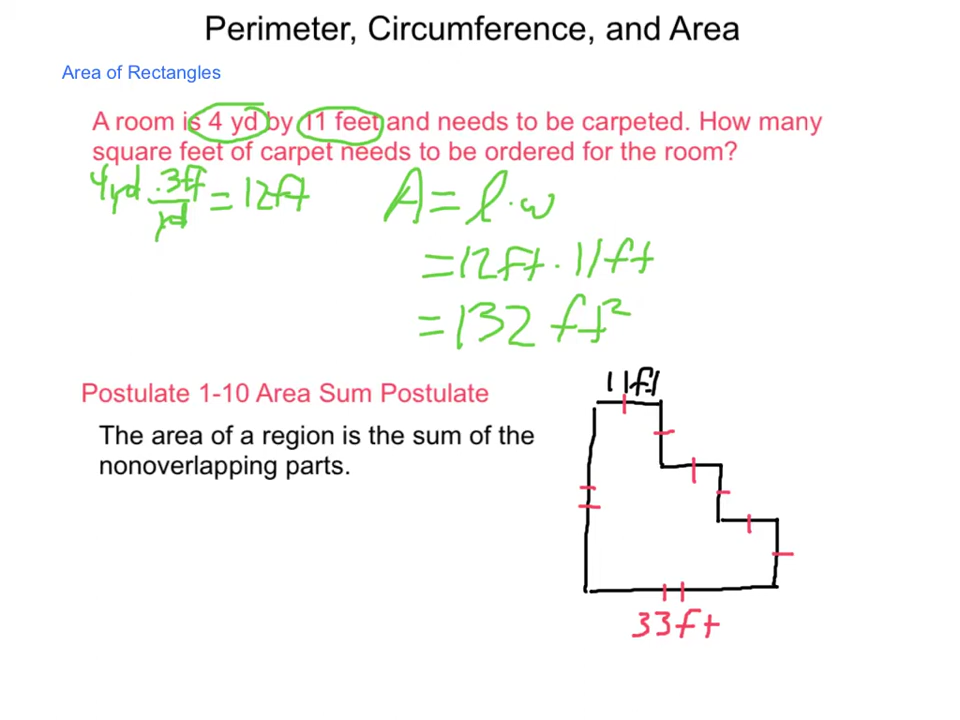 Perimeter, Circumference, and Area
Area of Rectangles
A room is 4 yd by 11 feet and needs to be carpeted. How many
square feet of carpet needs to be ordered for the room?
4yd · 3ft/yd = 12ft
A = l · w
= 12ft · 11ft
= 132 ft²
Postulate 1-10 Area Sum Postulate
The area of a region is the sum of the
nonoverlapping parts.
11ft
33ft